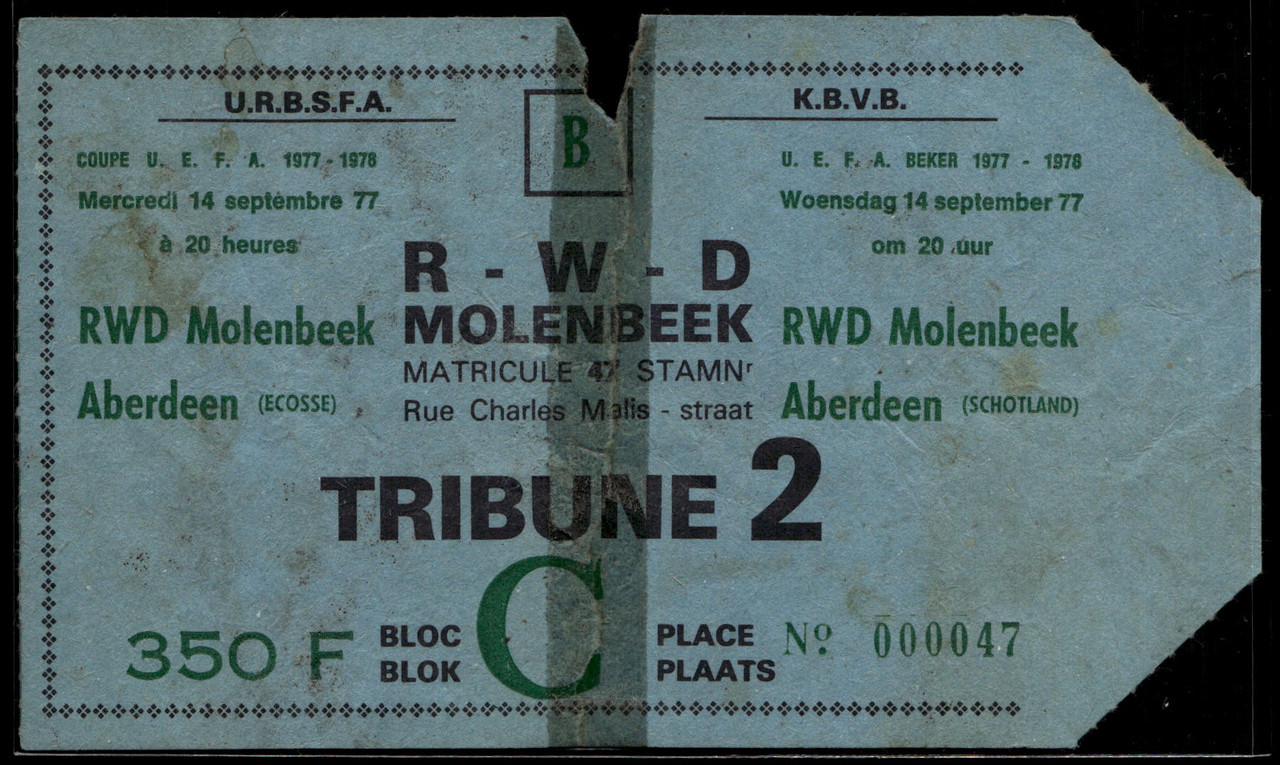 U.R.B.S.F.A.
COUPE U. E. F. A. 1977-1978
Mercredi 14 septembre 77
à 20 heures
RWD Molenbeek
Aberdeen (ECOSSE)
B
R - W - D
MOLENBEEK
MATRICULE 47 STAMNr
Rue Charles Malis - straat
K.B.V.B.
U. E. F. A. BEKER 1977 - 1978
Woensdag 14 september 77
om 20 uur
RWD Molenbeek
Aberdeen (SCHOTLAND)
TRIBUNE 2
350 F
BLOC
BLOK
C
PLACE
PLAATS
Nº 000047